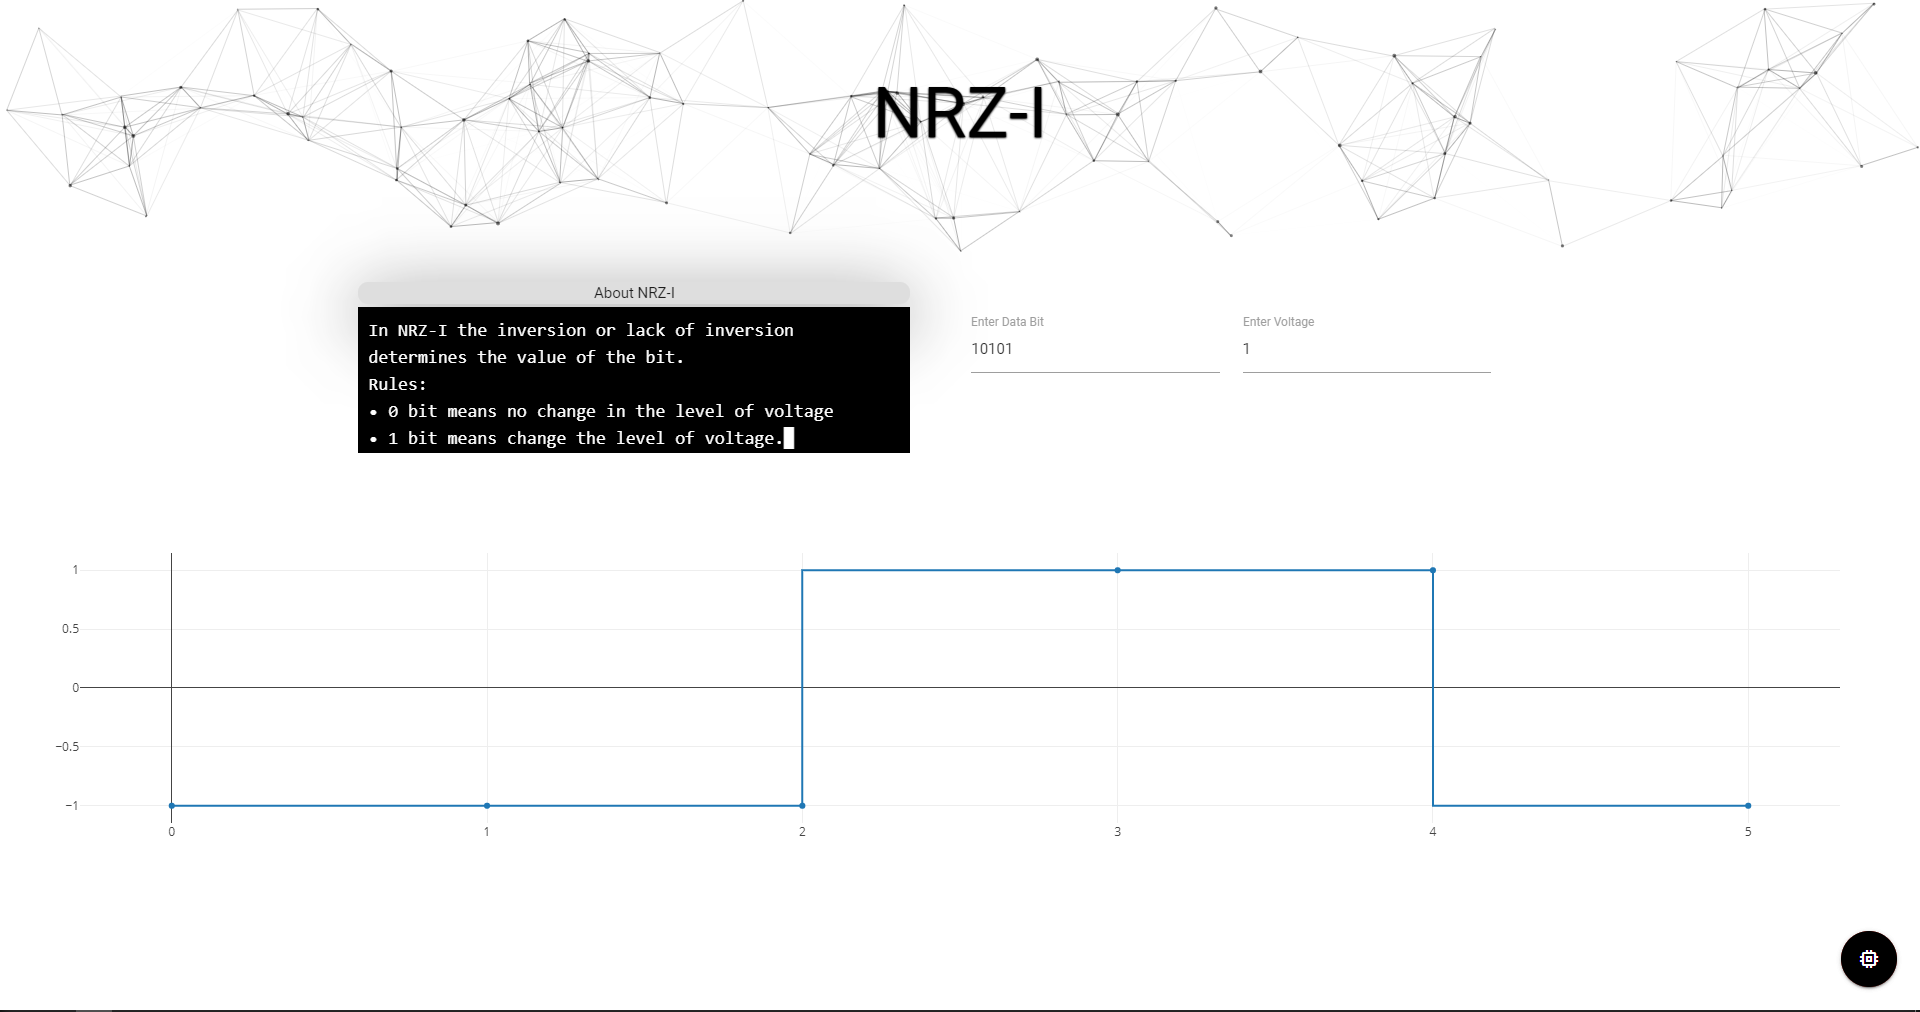 NRZ-I
About NRZ-I
In NRZ-I the inversion or lack of inversion
determines the value of the bit.
Rules:
• 0 bit means no change in the level of voltage
• 1 bit means change the level of voltage.
Enter Data Bit
10101
Enter Voltage
1
1
0.5
0
−0.5
−1
0 1 2 3 4 5